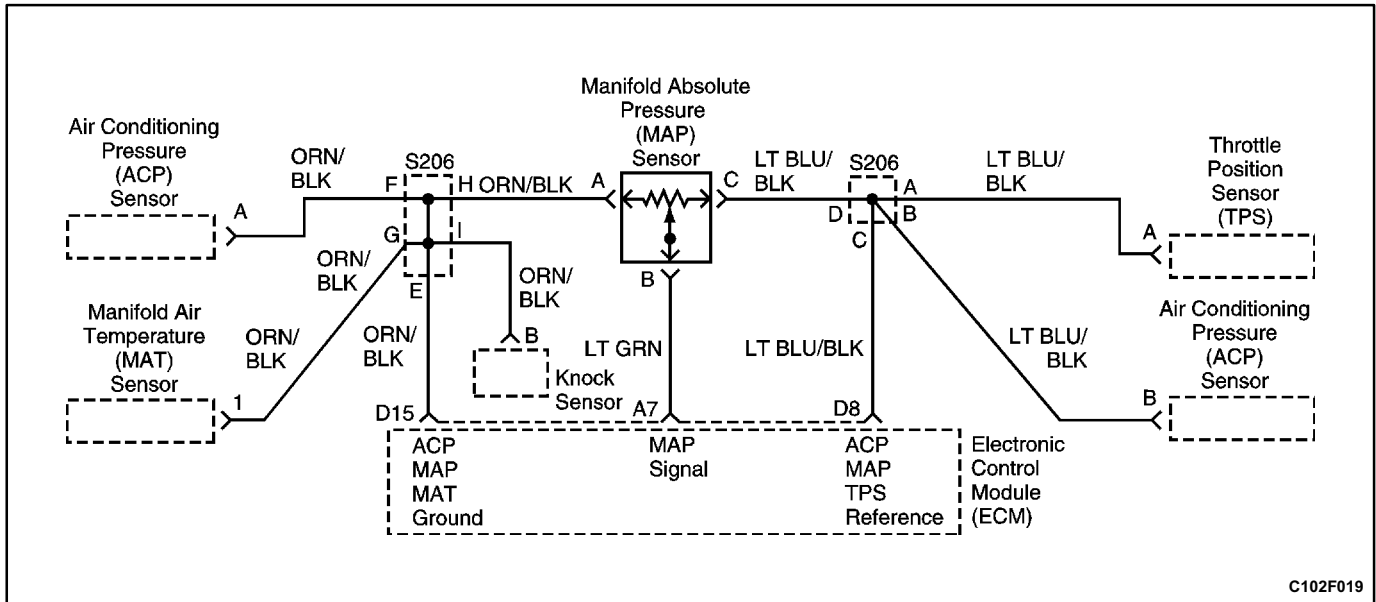 Manifold Absolute
Pressure
(MAP)
Sensor
Air Conditioning
Pressure
(ACP)
Sensor
A
ORN/
BLK
S206
F
H ORN/BLK
A
C
LT BLU/
BLK
S206
D
A
B
C
LT BLU/
BLK
Throttle
Position
Sensor
(TPS)
A
G
I
E
ORN/
BLK
ORN/
BLK
B
Manifold Air
Temperature
(MAT)
Sensor
1
ORN/
BLK
ORN/
BLK
B
Knock
Sensor
LT GRN
LT BLU/BLK
LT BLU/
BLK
Air Conditioning
Pressure
(ACP)
Sensor
B
D15
A7
D8
ACP
MAP
MAT
Ground
MAP
Signal
ACP
MAP
TPS
Reference
Electronic
Control
Module
(ECM)
C102F019